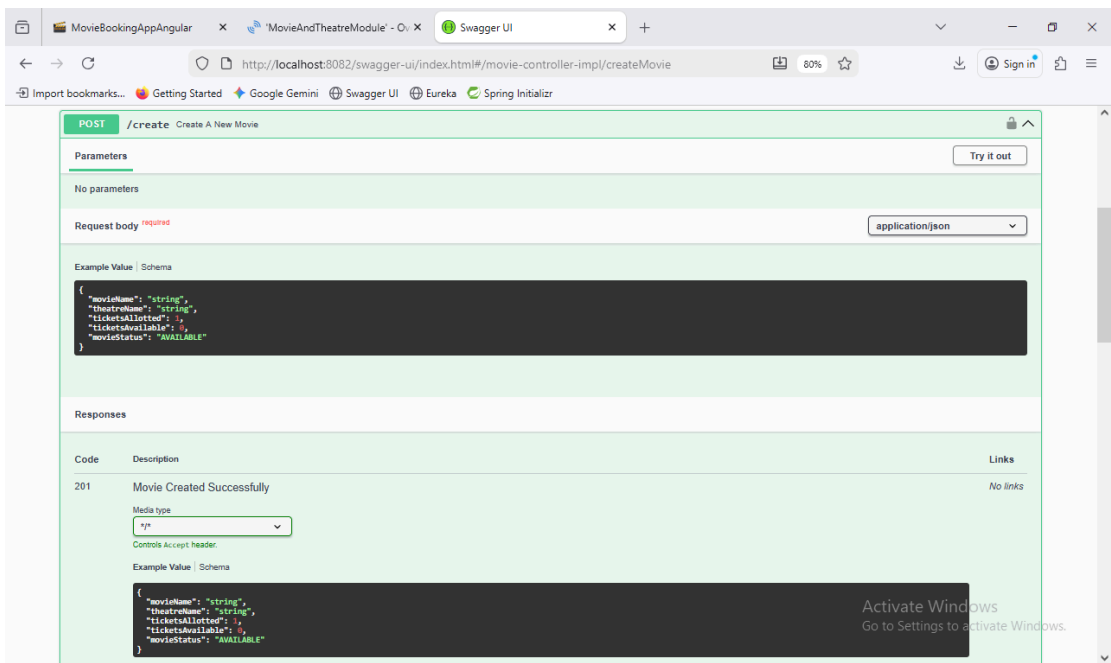 MovieBookingAppAngular
'MovieAndTheatreModule' - Ov
Swagger UI
http://localhost:8082/swagger-ui/index.html#/movie-controller-impl/createMovie
80%
Sign in
Import bookmarks...
Getting Started
Google Gemini
Swagger UI
Eureka
Spring Initializr
POST /create Create A New Movie
Parameters
Try it out
No parameters
Request body required
application/json
Example Value | Schema
{
"movieName": "string",
"theatreName": "string",
"ticketsAllotted": 1,
"ticketsAvailable": 0,
"movieStatus": "AVAILABLE"
}
Responses
Code Description Links
201 Movie Created Successfully No links
Media type
*/*
Controls Accept header.
Example Value | Schema
{
"movieName": "string",
"theatreName": "string",
"ticketsAllotted": 1,
"ticketsAvailable": 0,
"movieStatus": "AVAILABLE"
}
Activate Windows
Go to Settings to activate Windows.